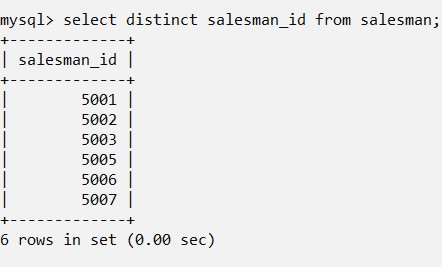 mysql> select distinct salesman_id from salesman;
+-------------+
| salesman_id |
+-------------+
|        5001 |
|        5002 |
|        5003 |
|        5005 |
|        5006 |
|        5007 |
+-------------+
6 rows in set (0.00 sec)